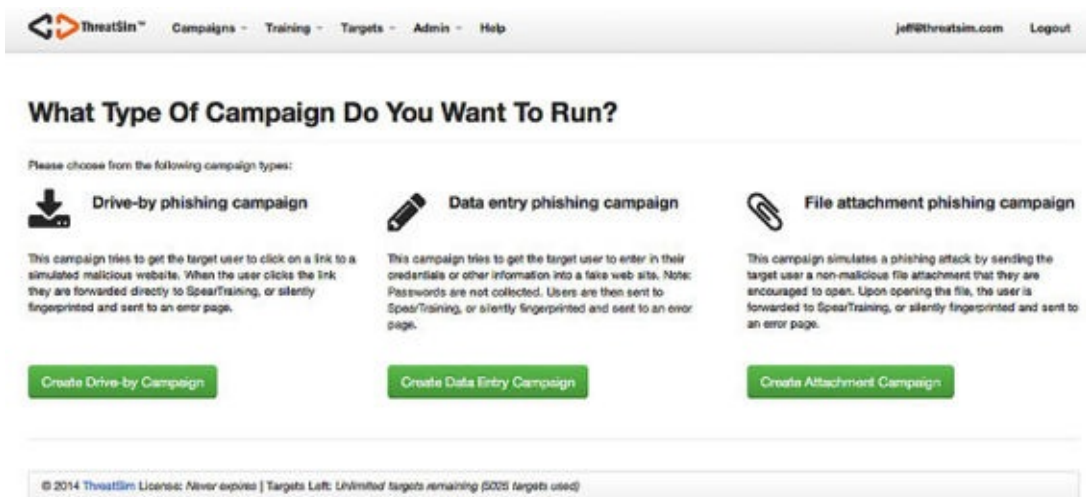 ThreatSim™ Campaigns Training Targets Admin Help jeff@threatsim.com Logout
What Type Of Campaign Do You Want To Run?
Please choose from the following campaign types:
Drive-by phishing campaign
This campaign tries to get the target user to click on a link to a
simulated malicious website. When the user clicks the link
they are forwarded directly to SpearTraining, or silently
fingerprinted and sent to an error page.
Create Drive-by Campaign
Data entry phishing campaign
This campaign tries to get the target user to enter in their
credentials or other information into a fake web site. Note:
Passwords are not collected. Users are then sent to
SpearTraining, or silently fingerprinted and sent to an error
page.
Create Data Entry Campaign
File attachment phishing campaign
This campaign simulates a phishing attack by sending the
target user a non-malicious file attachment that they are
encouraged to open. Upon opening the file, the user is
forwarded to SpearTraining, or silently fingerprinted and sent to
an error page.
Create Attachment Campaign
© 2014 ThreatSim License: Never expires | Targets Left: Unlimited targets remaining (5025 targets used)